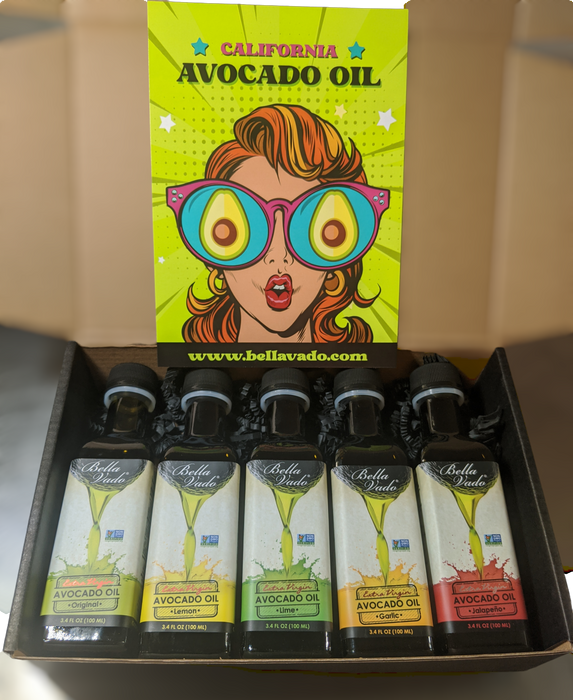 CALIFORNIA
AVOCADO OIL
www.bellavado.com
Bella
Vado
Extra Virgin
AVOCADO OIL
•Original•
3.4 FL OZ (100 ML)
Bella
Vado
Extra Virgin
AVOCADO OIL
•Lemon•
3.4 FL OZ (100 ML)
Bella
Vado
Extra Virgin
AVOCADO OIL
•Lime•
3.4 FL OZ (100 ML)
Bella
Vado
Extra Virgin
AVOCADO OIL
•Garlic•
3.4 FL OZ (100 ML)
Bella
Vado
Extra Virgin
AVOCADO OIL
•Jalapeño•
3.4 FL OZ (100 ML)